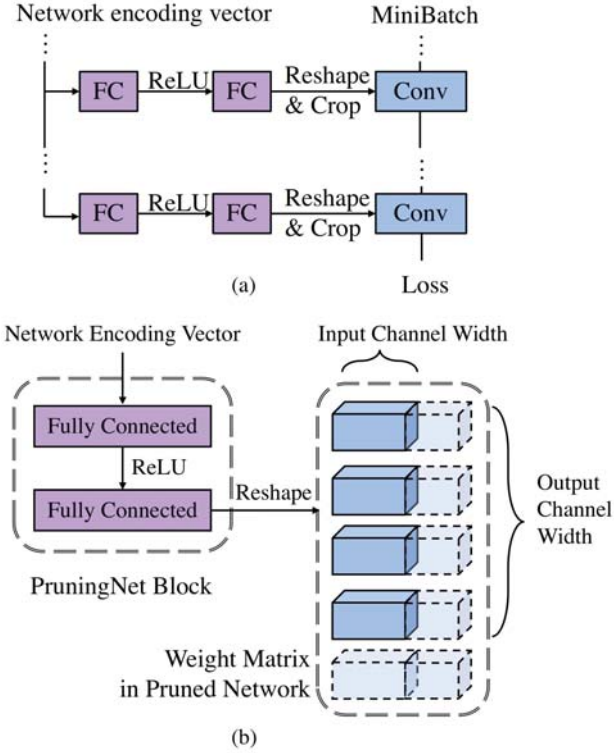 Network encoding vector
MiniBatch
FC
ReLU
FC
Reshape
& Crop
Conv
FC
ReLU
FC
Reshape
& Crop
Conv
(a)
Loss
Network Encoding Vector
Input Channel Width
Fully Connected
ReLU
Fully Connected
Reshape
Output
Channel
Width
PruningNet Block
Weight Matrix
in Pruned Network
(b)